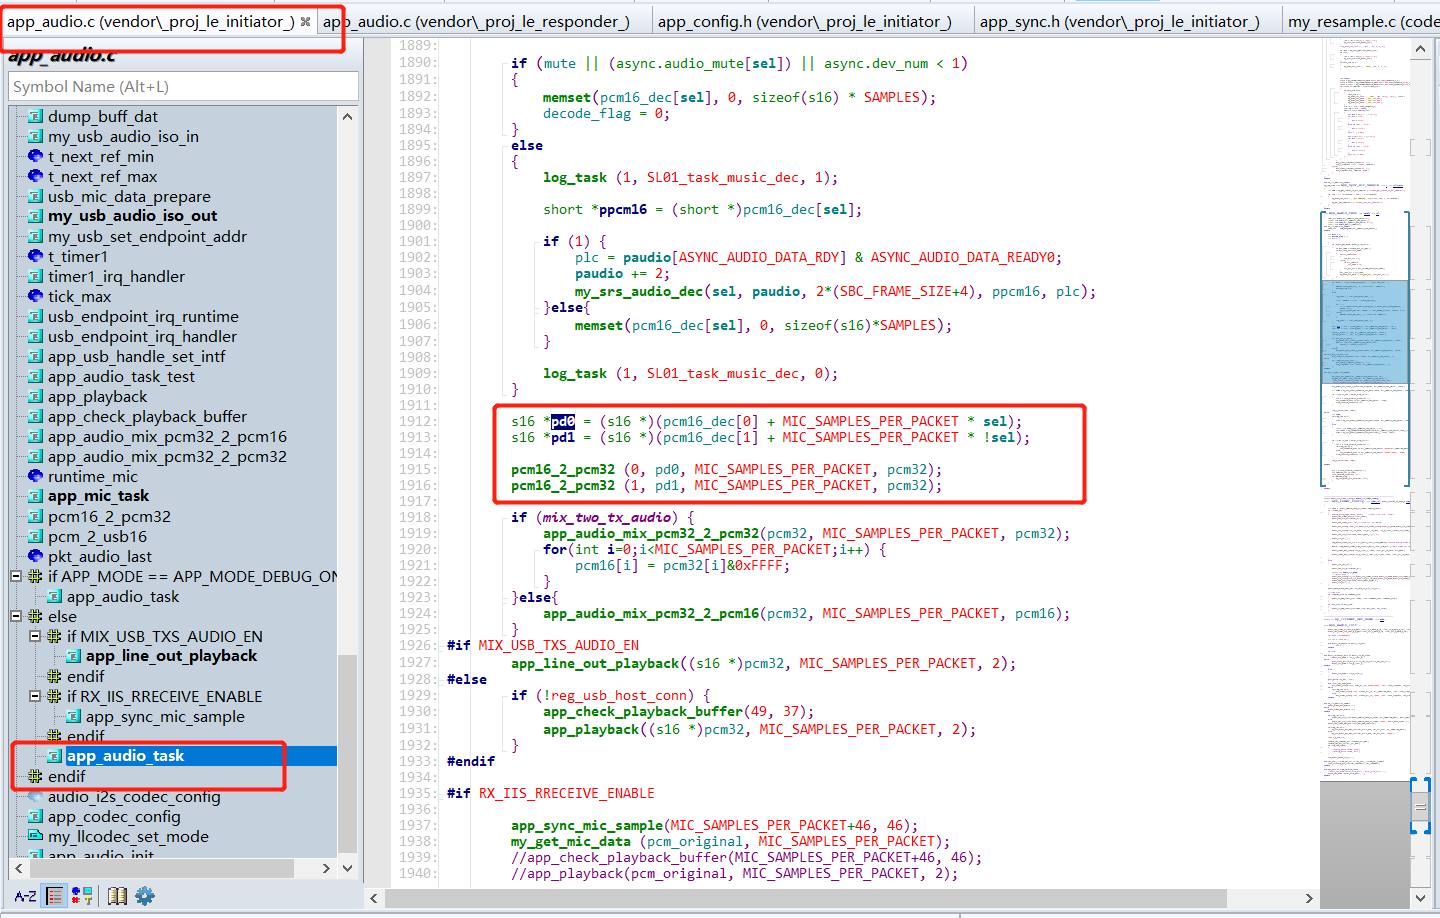 app_audio.c (vendor\_proj_le_initiator_)
app_audio.c (vendor\_proj_le_responder_)
app_config.h (vendor\_proj_le_initiator_)
app_sync.h (vendor\_proj_le_initiator_)
my_resample.c (code
app_audio.c
Symbol Name (Alt+L)
dump_buff_dat
my_usb_audio_iso_in
t_next_ref_min
t_next_ref_max
usb_mic_data_prepare
my_usb_audio_iso_out
my_usb_set_endpoint_addr
t_timer1
timer1_irq_handler
tick_max
usb_endpoint_irq_runtime
usb_endpoint_irq_handler
app_usb_handle_set_intf
app_audio_task_test
app_playback
app_check_playback_buffer
app_audio_mix_pcm32_2_pcm16
app_audio_mix_pcm32_2_pcm32
runtime_mic
app_mic_task
pcm16_2_pcm32
pcm_2_usb16
pkt_audio_last
if APP_MODE == APP_MODE_DEBUG_ON
app_audio_task
else
if MIX_USB_TXS_AUDIO_EN
app_line_out_playback
endif
if RX_IIS_RRECEIVE_ENABLE
app_sync_mic_sample
endif
app_audio_task
endif
audio_i2s_codec_config
app_codec_config
my_llcodec_set_mode
app_audio_init
A-Z
1889:
1890: if (mute || (async.audio_mute[sel]) || async.dev_num < 1)
1891: {
1892: memset(pcm16_dec[sel], 0, sizeof(s16) * SAMPLES);
1893: decode_flag = 0;
1894: }
1895: else
1896: {
1897: log_task (1, SL01_task_music_dec, 1);
1898:
1899: short *ppcm16 = (short *)pcm16_dec[sel];
1900:
1901: if (1) {
1902: plc = paudio[ASYNC_AUDIO_DATA_RDY] & ASYNC_AUDIO_DATA_READY0;
1903: paudio += 2;
1904: my_srs_audio_dec(sel, paudio, 2*(SBC_FRAME_SIZE+4), ppcm16, plc);
1905: }else{
1906: memset(pcm16_dec[sel], 0, sizeof(s16)*SAMPLES);
1907: }
1908:
1909: log_task (1, SL01_task_music_dec, 0);
1910: }
1911:
1912: s16 *pd0 = (s16 *)(pcm16_dec[0] + MIC_SAMPLES_PER_PACKET * sel);
1913: s16 *pd1 = (s16 *)(pcm16_dec[1] + MIC_SAMPLES_PER_PACKET * !sel);
1914:
1915: pcm16_2_pcm32 (0, pd0, MIC_SAMPLES_PER_PACKET, pcm32);
1916: pcm16_2_pcm32 (1, pd1, MIC_SAMPLES_PER_PACKET, pcm32);
1917:
1918: if (mix_two_tx_audio) {
1919: app_audio_mix_pcm32_2_pcm32(pcm32, MIC_SAMPLES_PER_PACKET, pcm32);
1920: for(int i=0;i<MIC_SAMPLES_PER_PACKET;i++) {
1921: pcm16[i] = pcm32[i]&0xFFFF;
1922: }
1923: }else{
1924: app_audio_mix_pcm32_2_pcm16(pcm32, MIC_SAMPLES_PER_PACKET, pcm16);
1925: }
1926: #if MIX_USB_TXS_AUDIO_EN
1927: app_line_out_playback((s16 *)pcm32, MIC_SAMPLES_PER_PACKET, 2);
1928: #else
1929: if (!reg_usb_host_conn) {
1930: app_check_playback_buffer(49, 37);
1931: app_playback((s16 *)pcm32, MIC_SAMPLES_PER_PACKET, 2);
1932: }
1933: #endif
1934:
1935: #if RX_IIS_RRECEIVE_ENABLE
1936:
1937: app_sync_mic_sample(MIC_SAMPLES_PER_PACKET+46, 46);
1938: my_get_mic_data (pcm_original, MIC_SAMPLES_PER_PACKET);
1939: //app_check_playback_buffer(MIC_SAMPLES_PER_PACKET+46, 46);
1940: //app_playback(pcm_original, MIC_SAMPLES_PER_PACKET, 2);